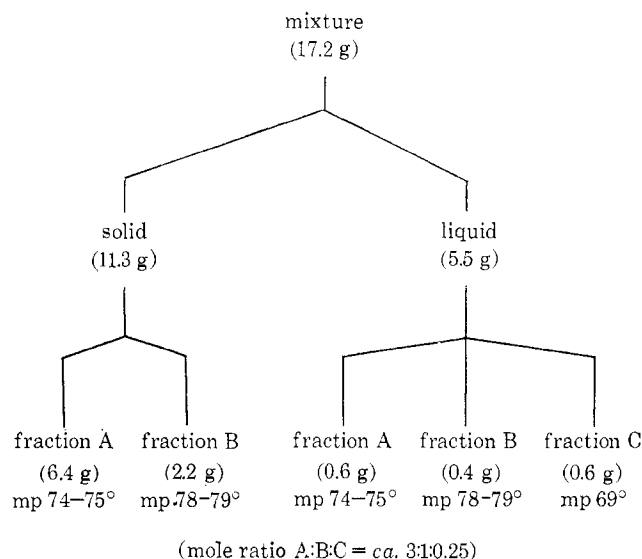 mixture
(17.2 g)
solid
(11.3 g)
liquid
(5.5 g)
fraction A
(6.4 g)
mp 74–75°
fraction B
(2.2 g)
mp.78-79°
fraction A
(0.6 g)
mp 74–75°
fraction B
(0.4 g)
mp 78-79°
fraction C
(0.6 g)
mp 69°
(mole ratio A:B:C = ca. 3:1:0.25)